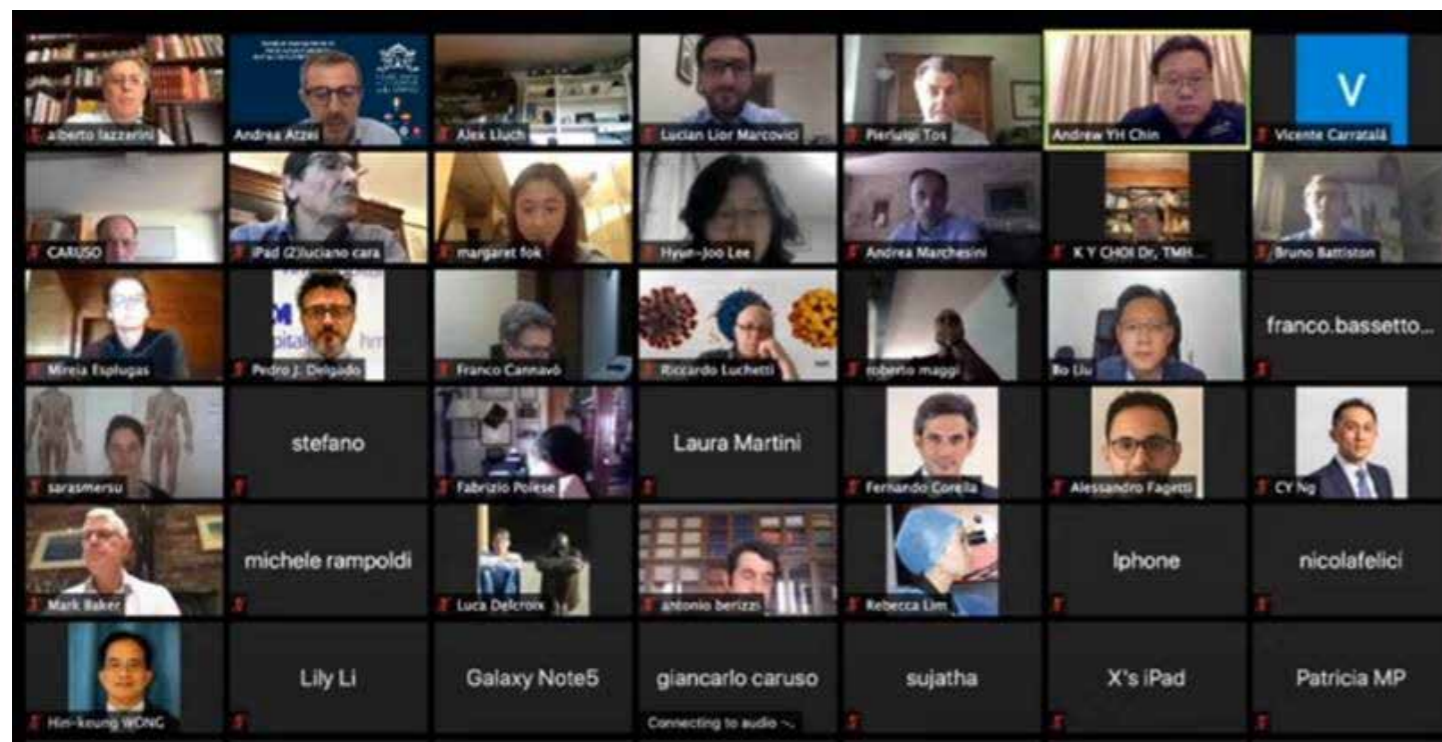 alberto lazzerini
Andrea Atzei
Alex Lluch
Lucian Lior Marcovici
Pierluigi Tos
Andrew YH Chin
V
Vicente Carratalá
CARUSO
iPad (2)luciano cara
margaret fok
Hyun-Joo Lee
Andrea Marchesini
K Y CHOI Dr, TMH...
Bruno Battiston
Mireia Esplugas
M
hm
Pedro J. Delgado
Franco Cannavò
Riccardo Luchetti
roberto maggi
Bo Liu
franco.bassetto...
sarasmersu
stefano
Fabrizio Polese
Laura Martini
Fernando Corella
Alessandro Fagetti
CY Ng
Mark Baker
michele rampoldi
Luca Delcroix
antonio berizzi
Rebecca Lim
Iphone
nicolafelici
Hin-keung WONG
Lily Li
Galaxy Note5
giancarlo caruso
Connecting to audio
sujatha
X's iPad
Patricia MP